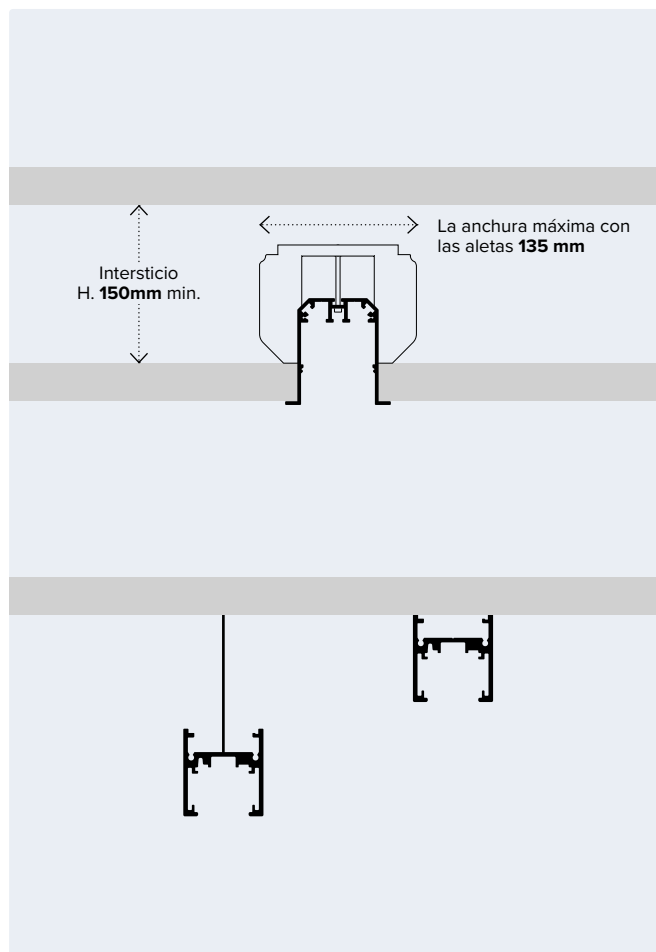 Intersticio
H. 150mm min.
La anchura máxima con
las aletas 135 mm